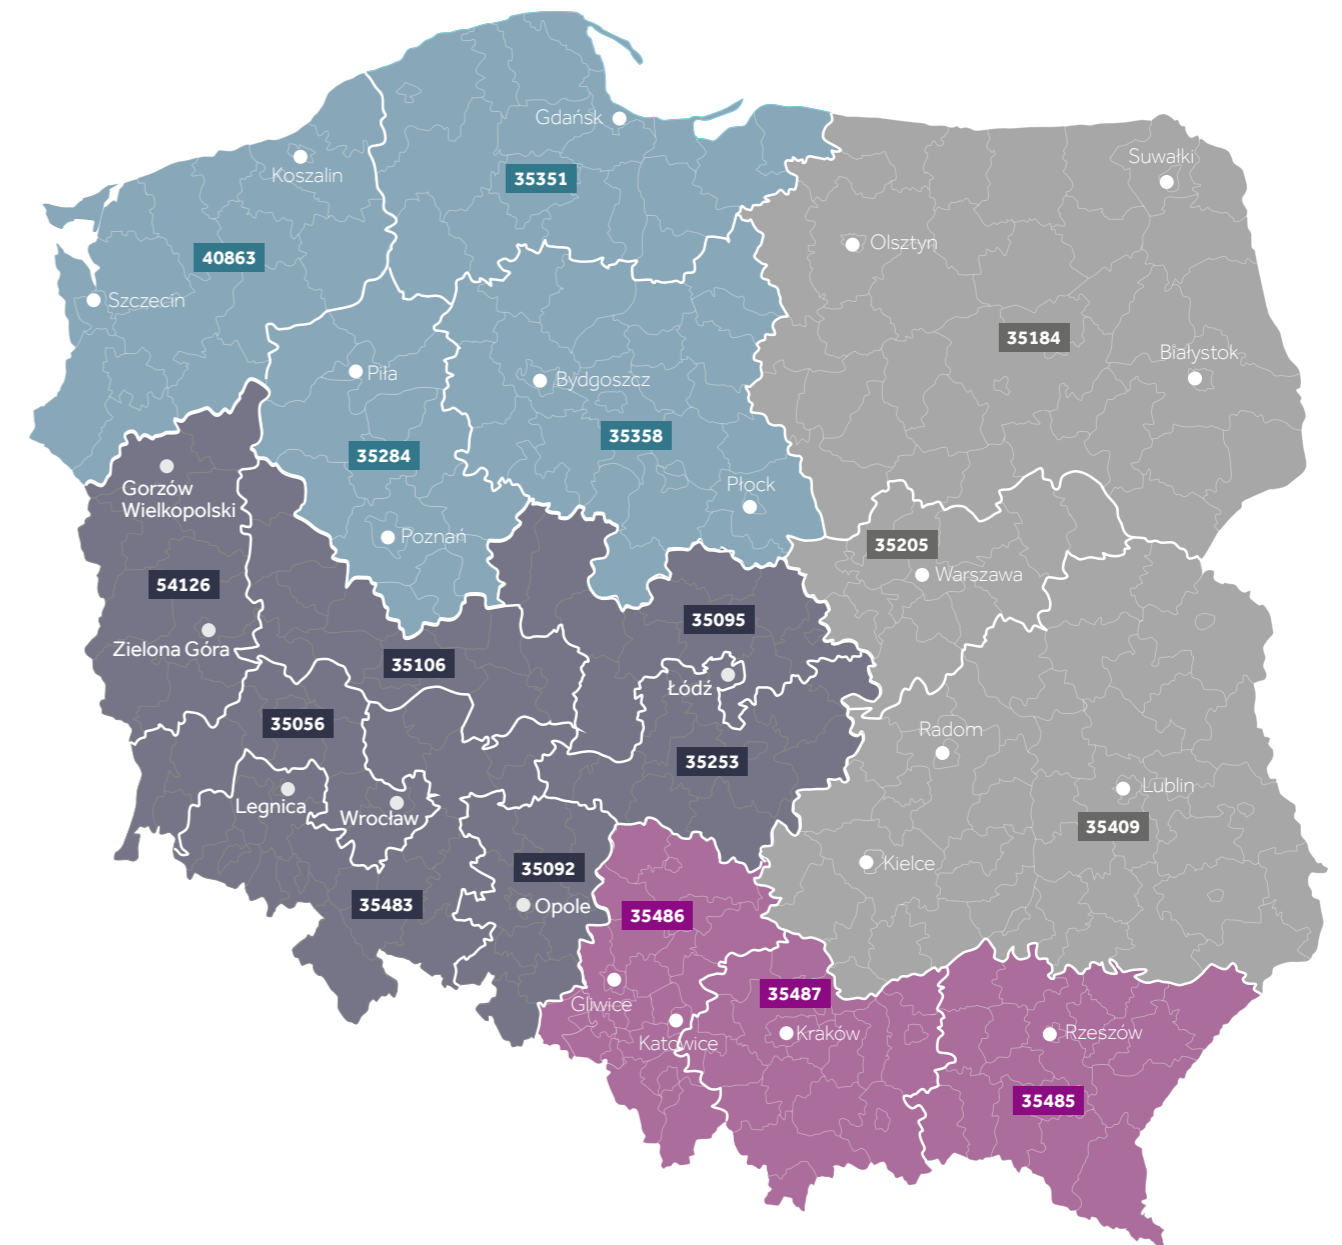 Gdańsk
Suwałki
Koszalin
35351
Olsztyn
40863
Szczecin
35184
Białystok
Piła
Bydgoszcz
35358
35284
Płock
Gorzów
Wielkopolski
Poznań
35205
Warszawa
54126
35095
Zielona Góra
35106
Łódź
35056
Radom
35253
Legnica
Wrocław
Lublin
35409
Kielce
35092
35483
Opole
35486
Gliwice
35487
Katowice
Kraków
Rzeszów
35485